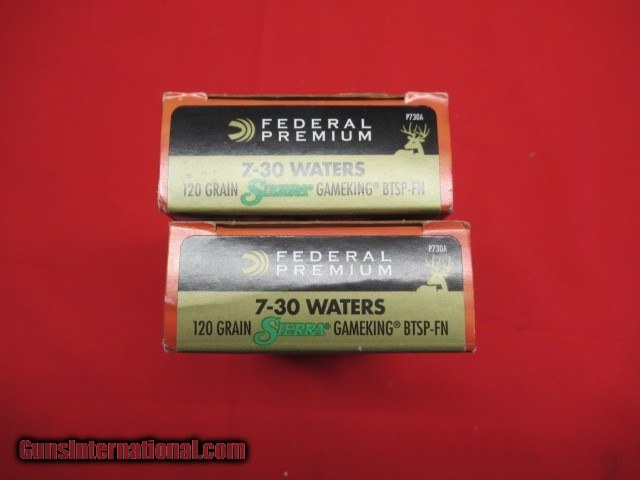 FEDERAL
PREMIUM
P730A
7-30 WATERS
120 GRAIN SIERRA® GAMEKING® BTSP-FN
FEDERAL
PREMIUM
P730A
7-30 WATERS
120 GRAIN SIERRA® GAMEKING® BTSP-FN
GunsInternational.com